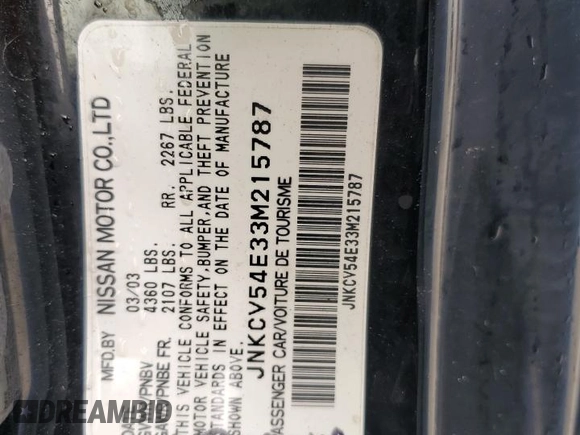 MFD.BY NISSAN MOTOR CO.,LTD
03/03
GVWR/PNBV 4360 LBS.
/PNBE FR. 2107 LBS. RR. 2267 LBS.
THIS VEHICLE CONFORMS TO ALL APPLICABLE FEDERAL
MOTOR VEHICLE SAFETY,BUMPER,AND THEFT PREVENTION
STANDARDS IN EFFECT ON THE DATE OF MANUFACTURE
SHOWN ABOVE.
JNKCV54E33M215787
PASSENGER CAR/VOITURE DE TOURISME
JNKCV54E33M215787
DREAMBID